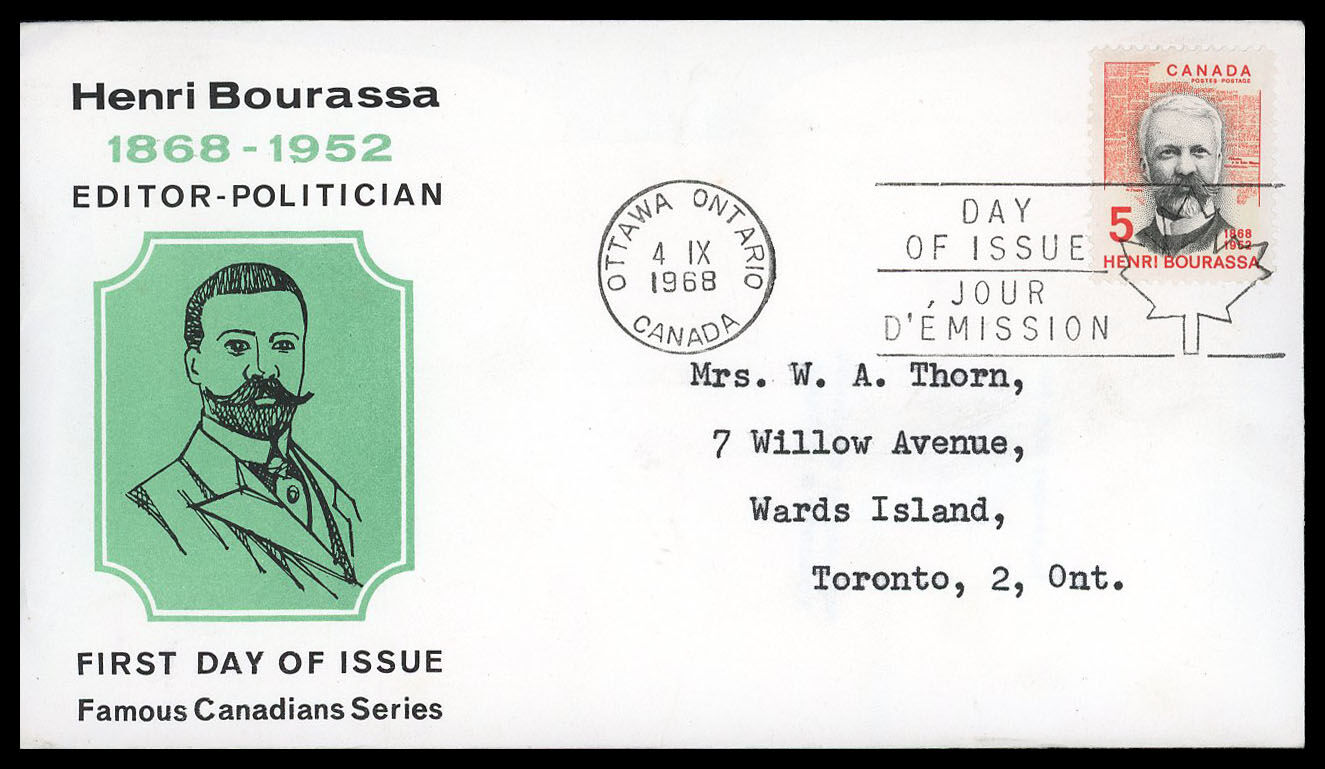 Henri Bourassa
1868 - 1952
EDITOR-POLITICIAN
FIRST DAY OF ISSUE
Famous Canadians Series
OTTAWA ONTARIO
4 IX
1968
CANADA
DAY
OF ISSUE
JOUR
D'ÉMISSION
CANADA
POSTES-POSTAGE
5
1868
1952
HENRI BOURASSA
Mrs. W. A. Thorn,
7 Willow Avenue,
Wards Island,
Toronto, 2, Ont.